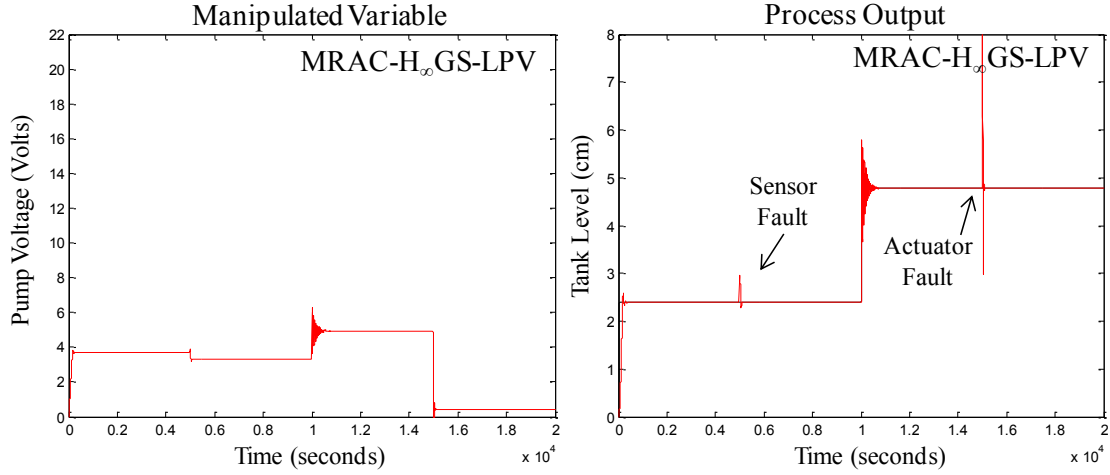 Manipulated Variable
MRAC-H∞GS-LPV
Pump Voltage (Volts)
22
20
18
16
14
12
10
8
6
4
2
0
0 0.2 0.4 0.6 0.8 1 1.2 1.4 1.6 1.8 2
x 10^4
Time (seconds)
Process Output
MRAC-H∞GS-LPV
Tank Level (cm)
8
7
6
5
4
3
2
1
0
Sensor
Fault
Actuator
Fault
0 0.2 0.4 0.6 0.8 1 1.2 1.4 1.6 1.8 2
x 10^4
Time (seconds)